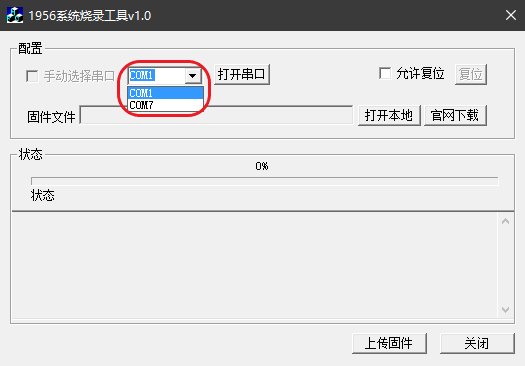 1956系统烧录工具v1.0
配置
手动选择串口 COM1 打开串口 允许复位 复位
COM1
COM7
固件文件 打开本地 官网下载
状态
0%
状态
上传固件 关闭